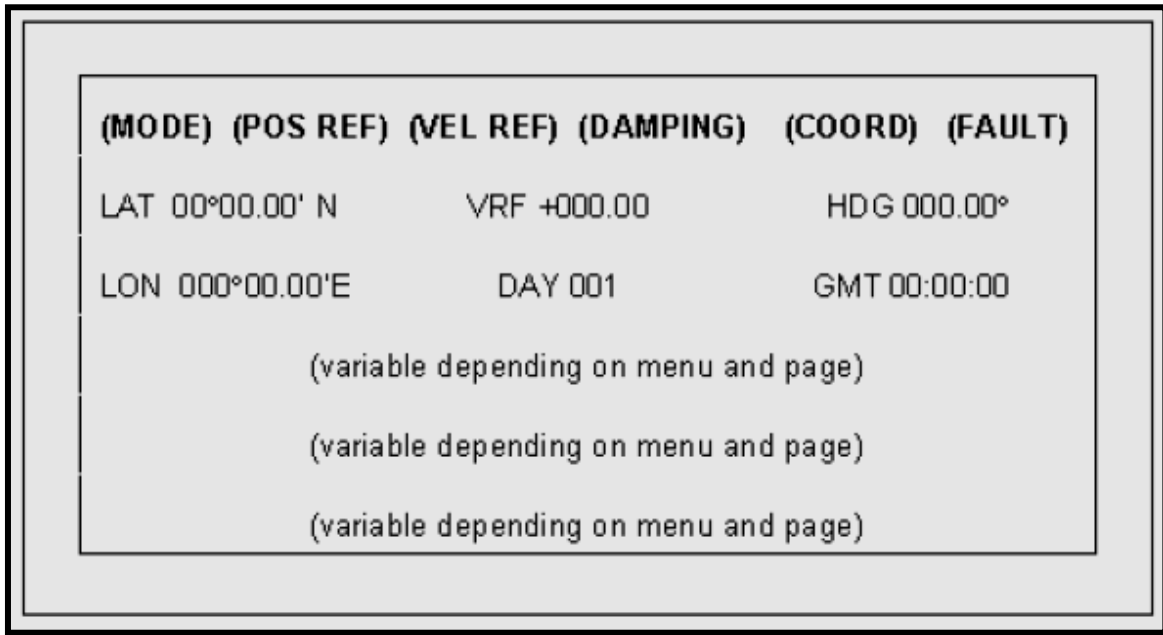 (MODE) (POS REF) (VEL REF) (DAMPING) (COORD) (FAULT)
LAT 00°00.00' N VRF +000.00 HDG 000.00°
LON 000°00.00'E DAY 001 GMT 00:00:00
(variable depending on menu and page)
(variable depending on menu and page)
(variable depending on menu and page)